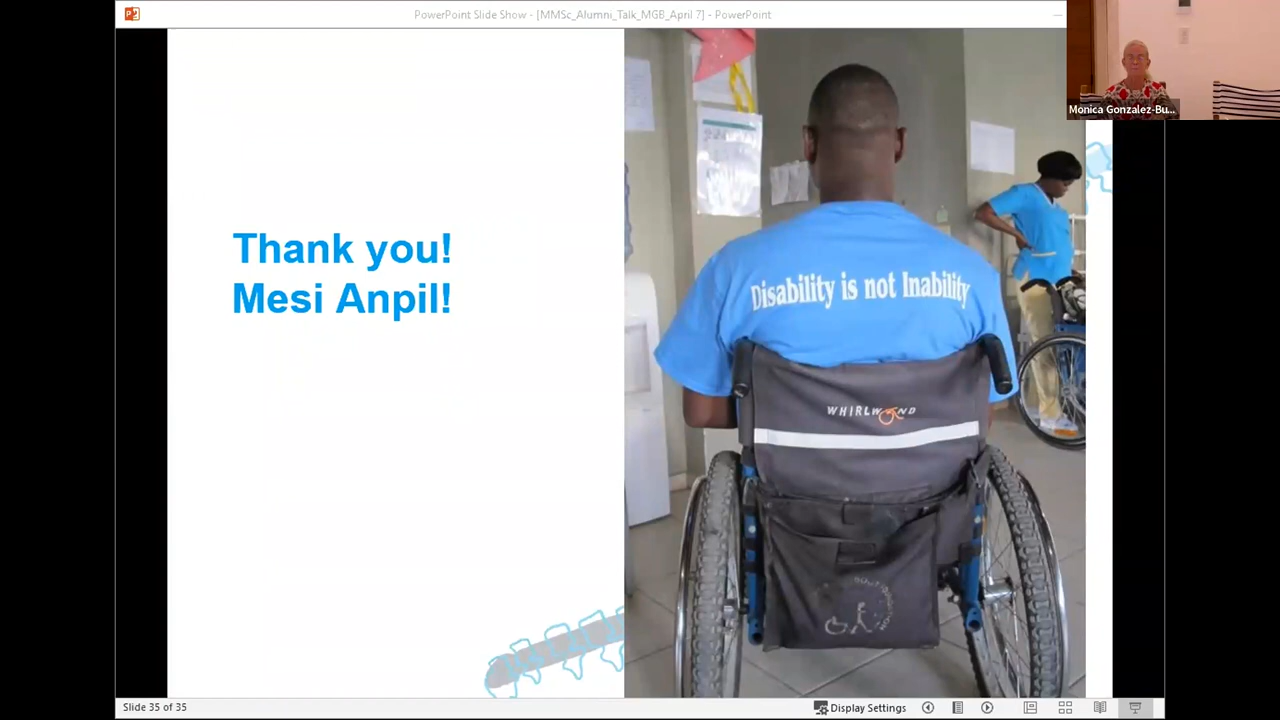 PowerPoint Slide Show - [MMSc_Alumni_Talk_MGB_April 7] - PowerPoint
Monica Gonzalez-Bu...
Thank you!
Mesi Anpil!
Disability is not Inability
WHIRLWIND
Slide 35 of 35
Display Settings